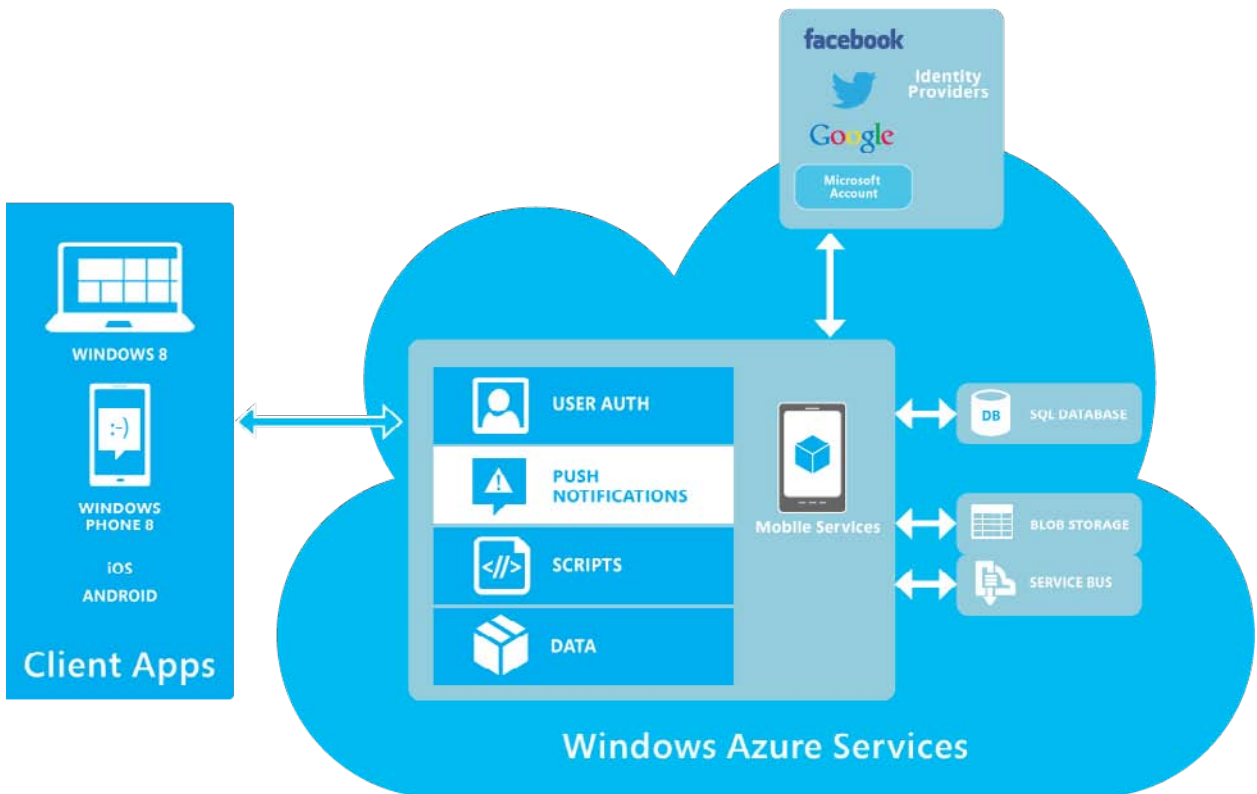 facebook
Identity
Providers
Google
Microsoft
Account
WINDOWS 8
:-)
WINDOWS
PHONE 8
iOS
ANDROID
Client Apps
USER AUTH
!
PUSH
NOTIFICATIONS
<//>
SCRIPTS
DATA
Mobile Services
DB
SQL DATABASE
BLOB STORAGE
SERVICE BUS
Windows Azure Services